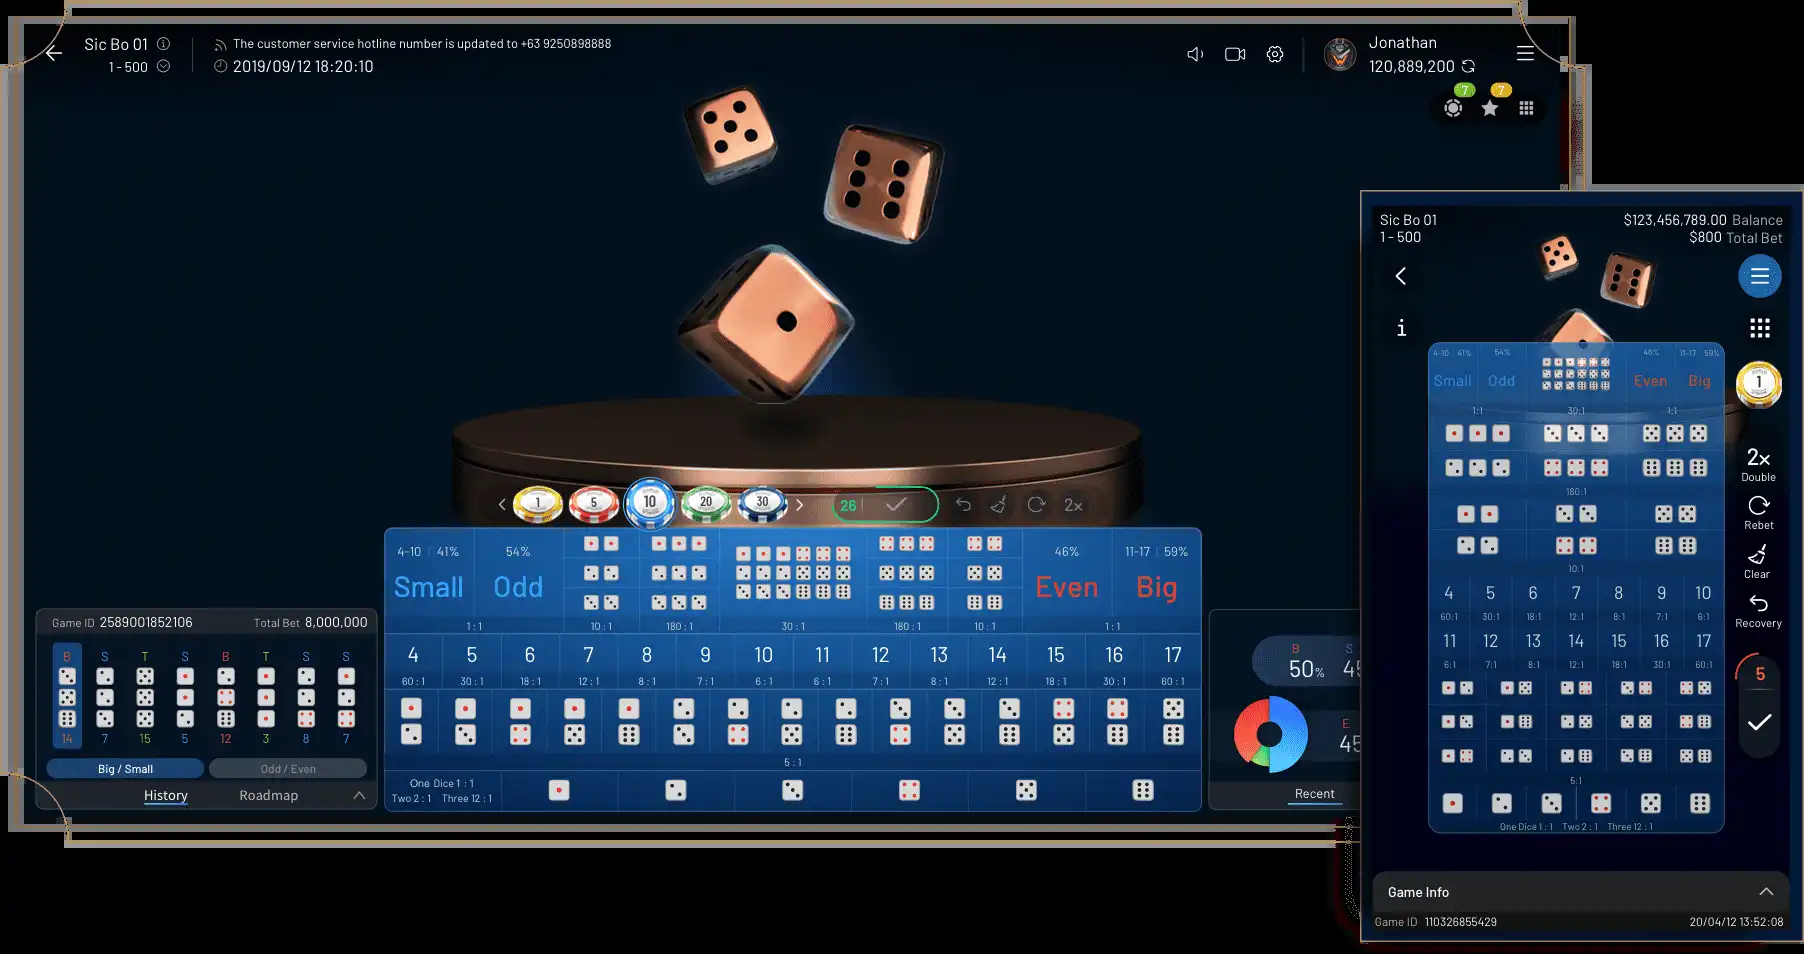 Sic Bo 01
1 - 500
The customer service hotline number is updated to +63 9250898888
2019/09/12 18:20:10
Jonathan
120,889,200
7 7
1 5 10 20 30 26 2x
4-10 41% 54% 46% 11-17 59%
Small Odd Even Big
1 : 1 10 : 1 180 : 1 30 : 1 180 : 1 10 : 1 1 : 1
4 5 6 7 8 9 10 11 12 13 14 15 16 17
60 : 1 30 : 1 18 : 1 12 : 1 8 : 1 7 : 1 6 : 1 6 : 1 7 : 1 8 : 1 12 : 1 18 : 1 30 : 1 60 : 1
5 : 1
One Dice 1 : 1
Two 2 : 1 Three 12 : 1
Game ID 2589001852106 Total Bet 8,000,000
B S T S B T S S
14 7 15 5 12 3 8 7
Big / Small Odd / Even
History Roadmap
B S
50% 45
E
45
Recent
Sic Bo 01 $123,456,789.00 Balance
1 - 500 $800 Total Bet
i
4-10 41% 54% 46% 11-17 59%
Small Odd Even Big
1:1 30:1 1:1
1
180:1
2x
Double
Rebet
10:1
Clear
4 5 6 7 8 9 10
60:1 30:1 18:1 12:1 8:1 7:1 6:1
Recovery
11 12 13 14 15 16 17
6:1 7:1 8:1 12:1 18:1 30:1 60:1
5
5:1
One Dice 1 : 1 Two 2 : 1 Three 12 : 1
Game Info
Game ID 110326855429 20/04/12 13:52:08